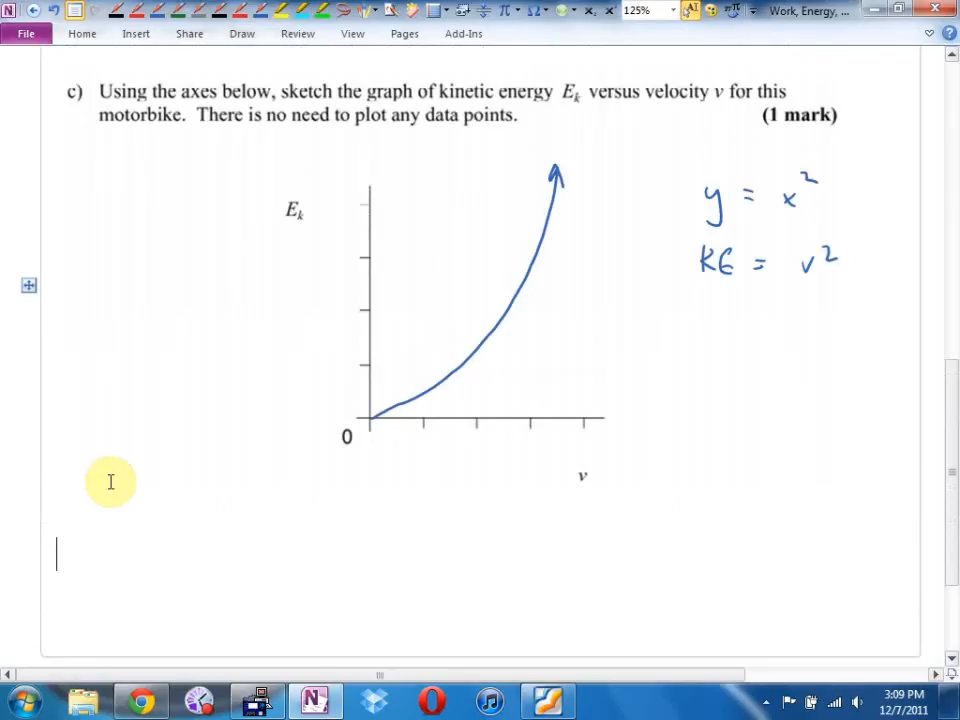 125%
Work, Energy, ...
File Home Insert Share Draw Review View Pages Add-Ins
c) Using the axes below, sketch the graph of kinetic energy Ek versus velocity v for this
motorbike. There is no need to plot any data points. (1 mark)
Ek
y = x²
KE = v²
0
v
3:09 PM
12/7/2011